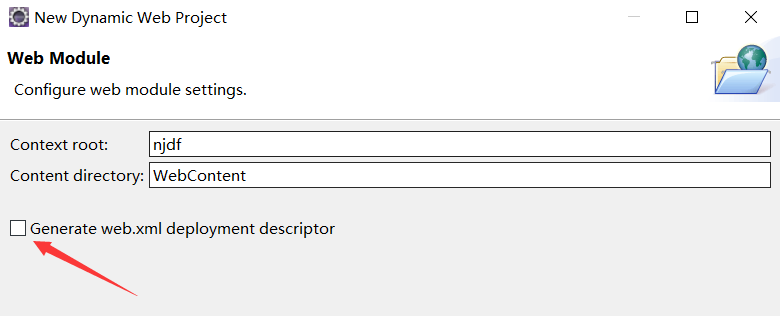 New Dynamic Web Project
Web Module
Configure web module settings.
Context root: njdf
Content directory: WebContent
Generate web.xml deployment descriptor